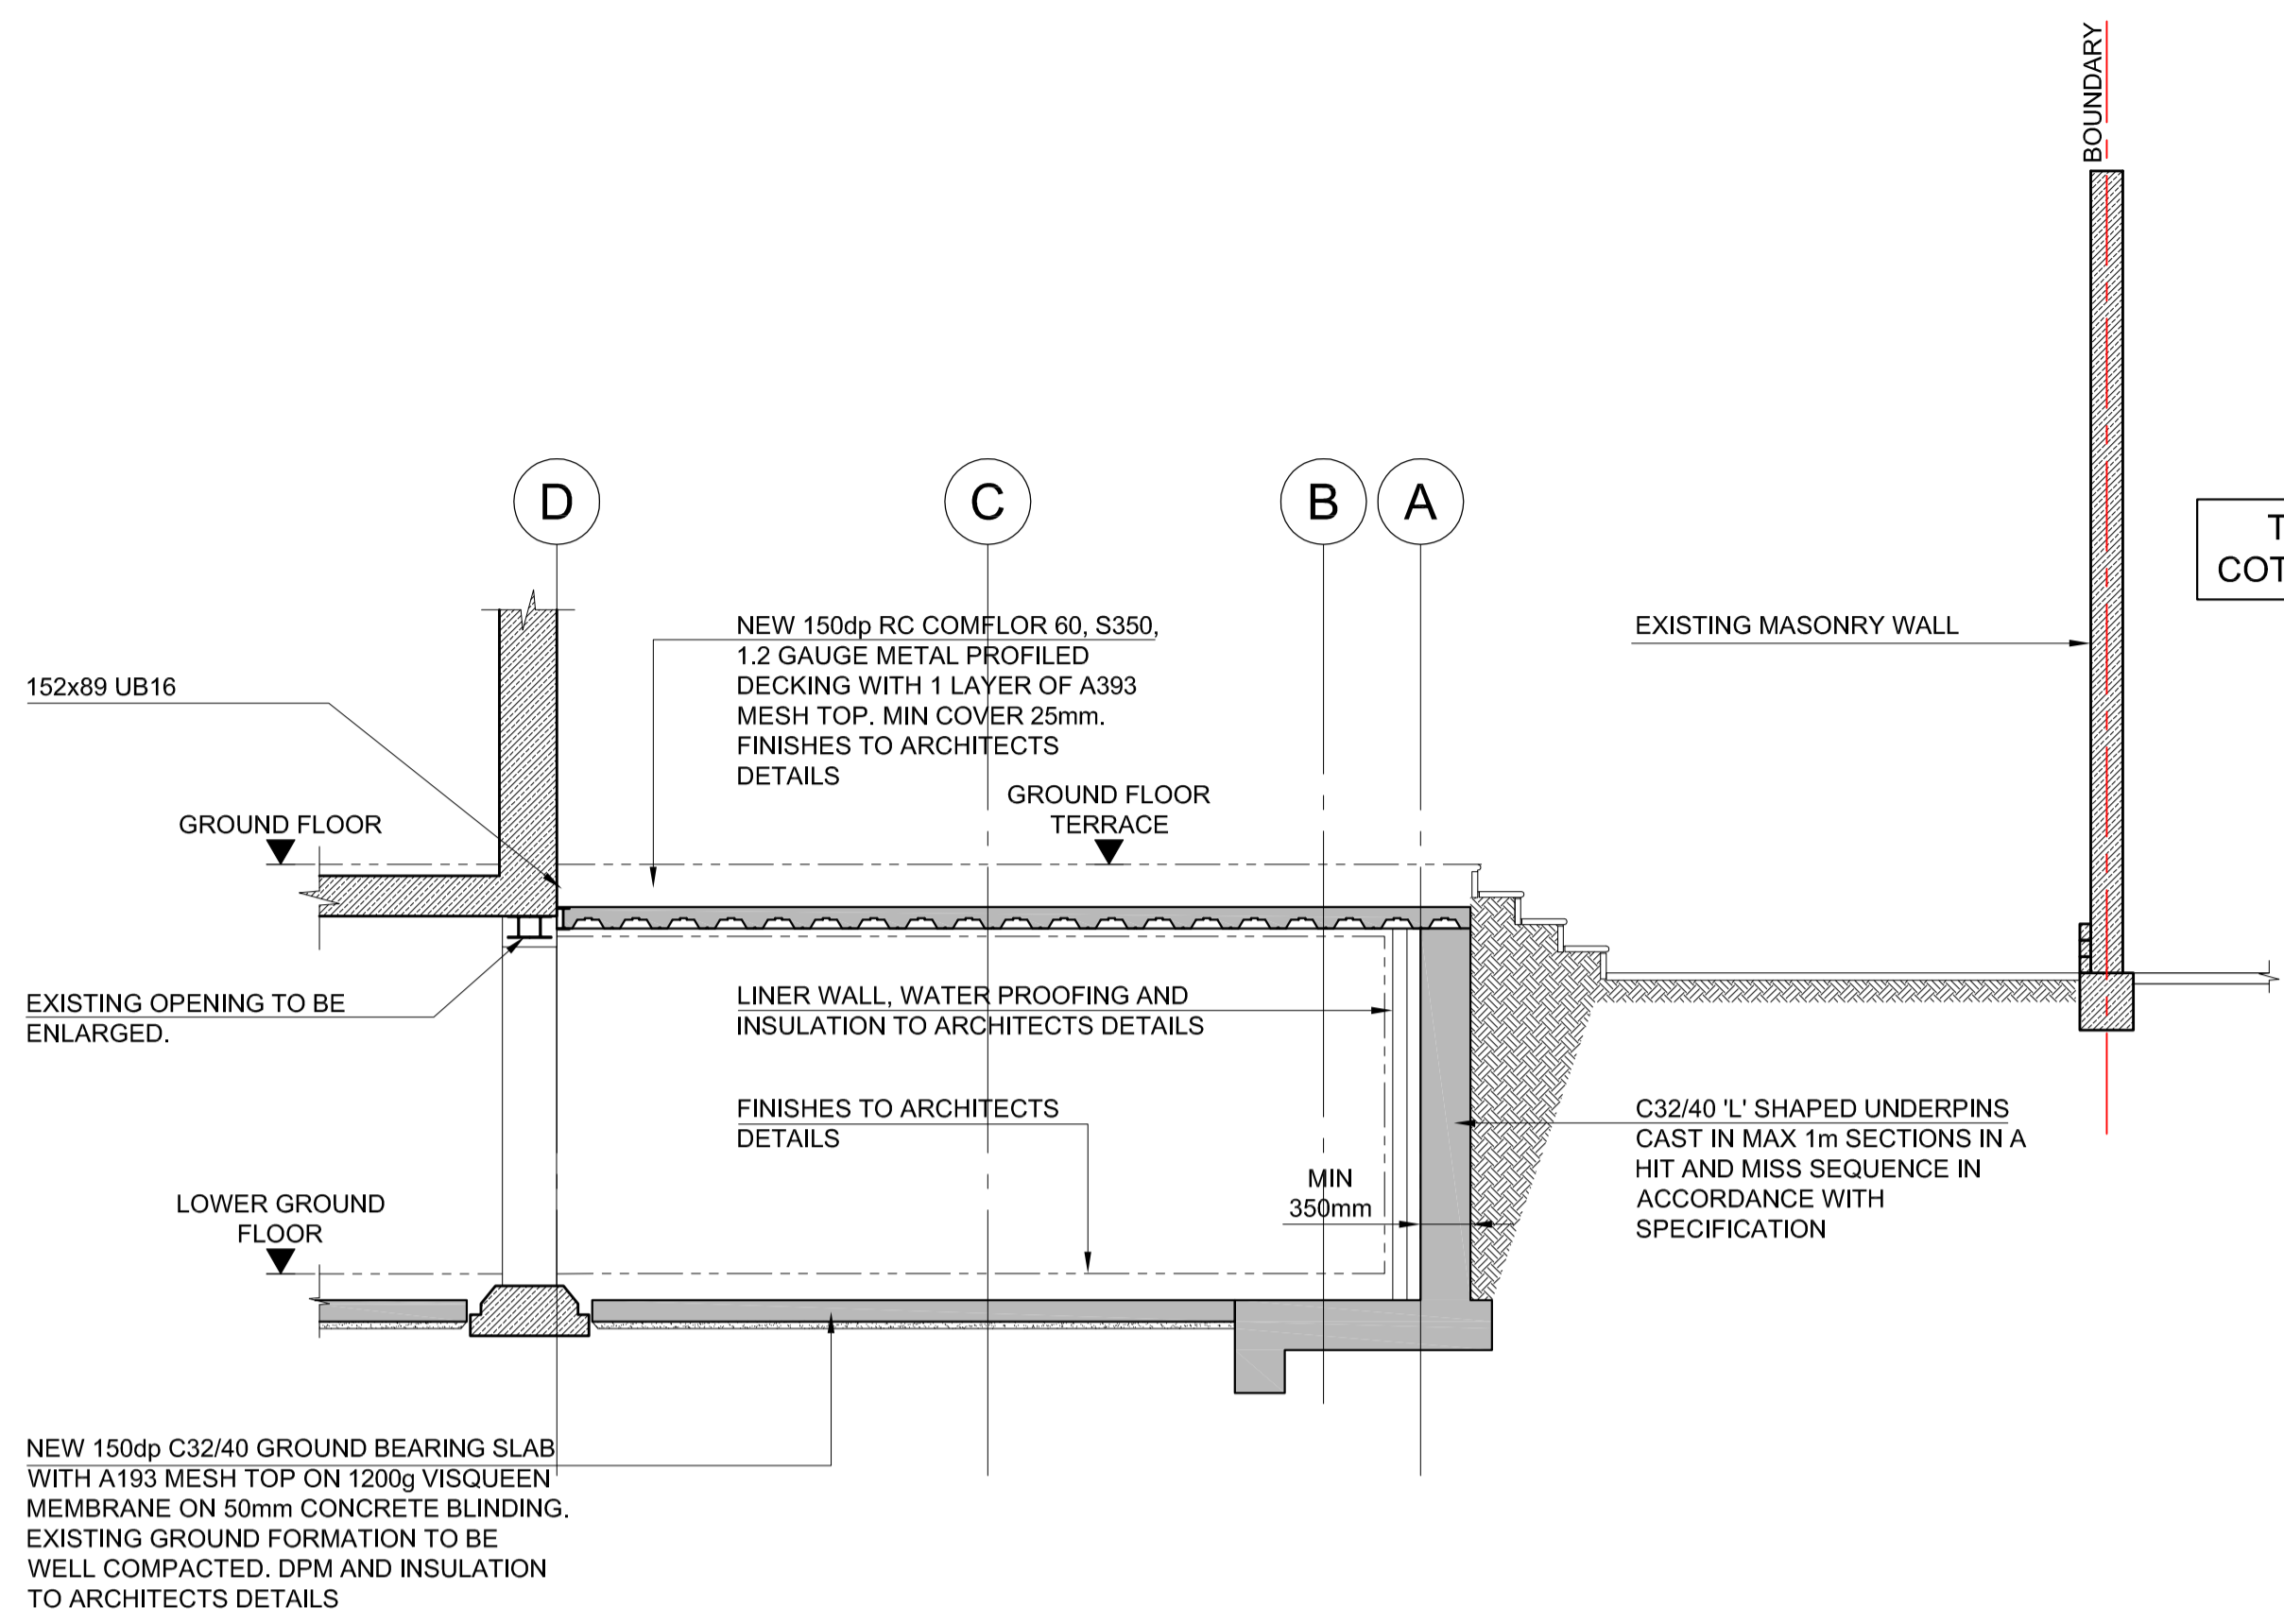 BOUNDARY
D
C
B
A
T
COT
NEW 150dp RC COMFLOR 60, S350,
1.2 GAUGE METAL PROFILED
DECKING WITH 1 LAYER OF A393
MESH TOP. MIN COVER 25mm.
FINISHES TO ARCHITECTS
DETAILS
EXISTING MASONRY WALL
152x89 UB16
GROUND FLOOR
GROUND FLOOR
TERRACE
EXISTING OPENING TO BE
ENLARGED.
LINER WALL, WATER PROOFING AND
INSULATION TO ARCHITECTS DETAILS
FINISHES TO ARCHITECTS
DETAILS
C32/40 'L' SHAPED UNDERPINS
CAST IN MAX 1m SECTIONS IN A
HIT AND MISS SEQUENCE IN
ACCORDANCE WITH
SPECIFICATION
MIN
350mm
LOWER GROUND
FLOOR
NEW 150dp C32/40 GROUND BEARING SLAB
WITH A193 MESH TOP ON 1200g VISQUEEN
MEMBRANE ON 50mm CONCRETE BLINDING.
EXISTING GROUND FORMATION TO BE
WELL COMPACTED. DPM AND INSULATION
TO ARCHITECTS DETAILS